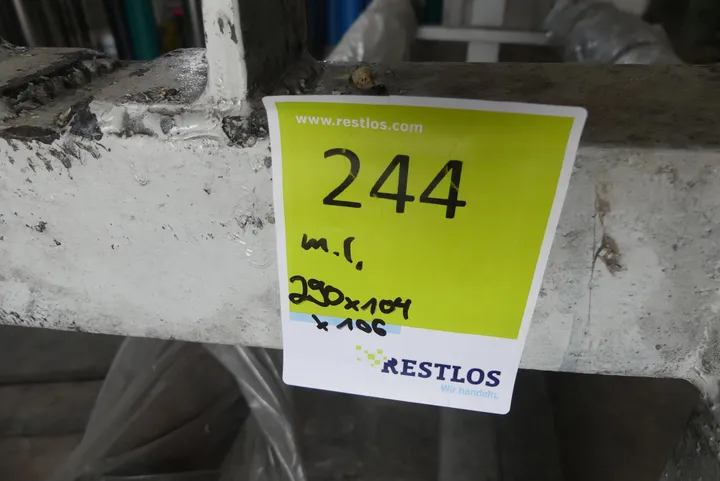 www.restlos.com
244
m.I.
290x104
x106
RESTLOS
Wir handeln.